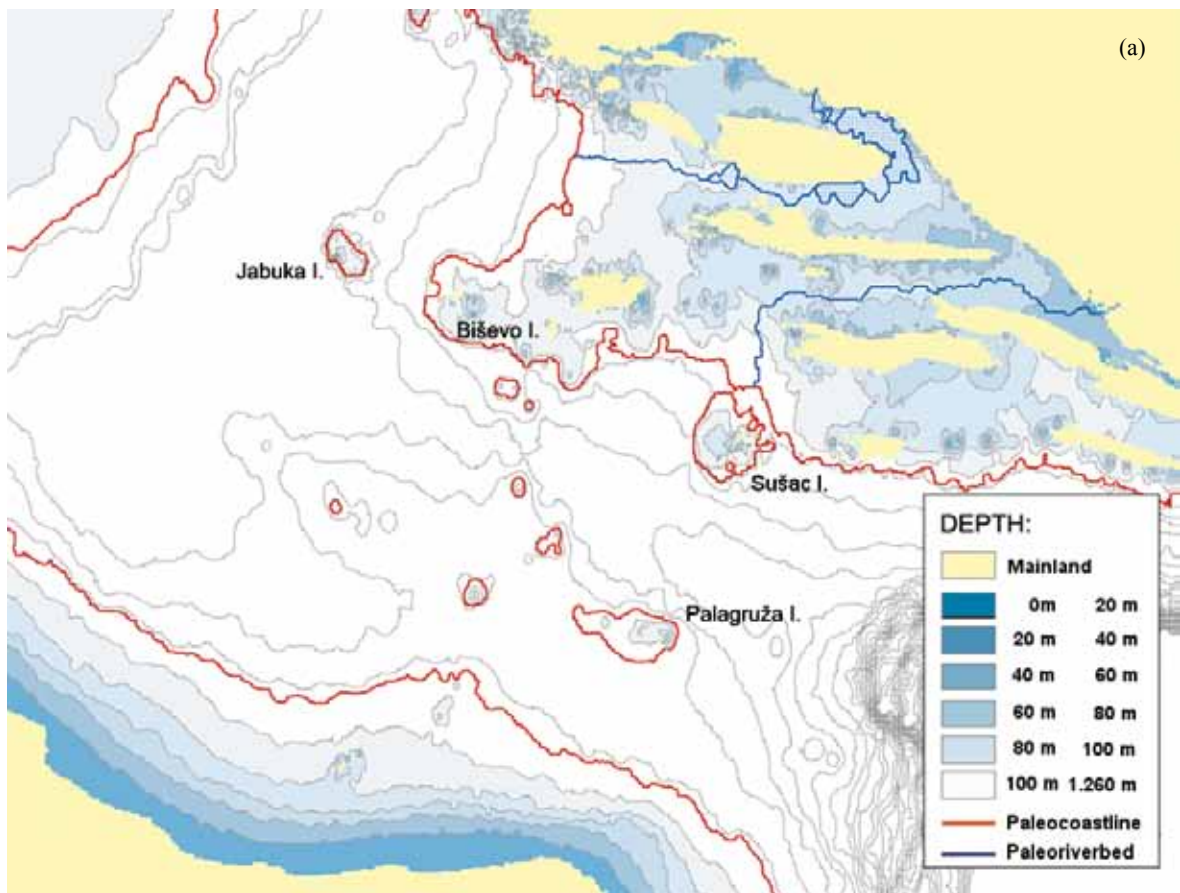 (a)
Jabuka I.
Biševo I.
Sušac I.
Palagruža I.
DEPTH:
Mainland
0m 20 m
20 m 40 m
40 m 60 m
60 m 80 m
80 m 100 m
100 m 1.260 m
Paleocoastline
Paleoriverbed